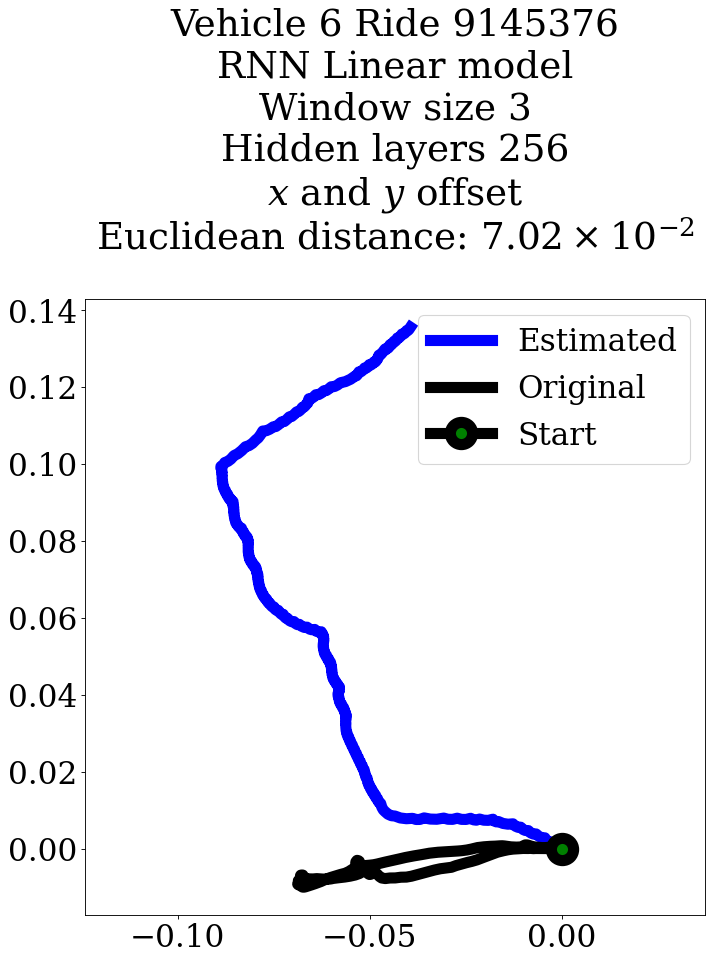 Vehicle 6 Ride 9145376
RNN Linear model
Window size 3
Hidden layers 256
x and y offset
Euclidean distance: 7.02 × 10⁻²
Estimated
Original
Start
0.14
0.12
0.10
0.08
0.06
0.04
0.02
0.00
−0.10
−0.05
0.00